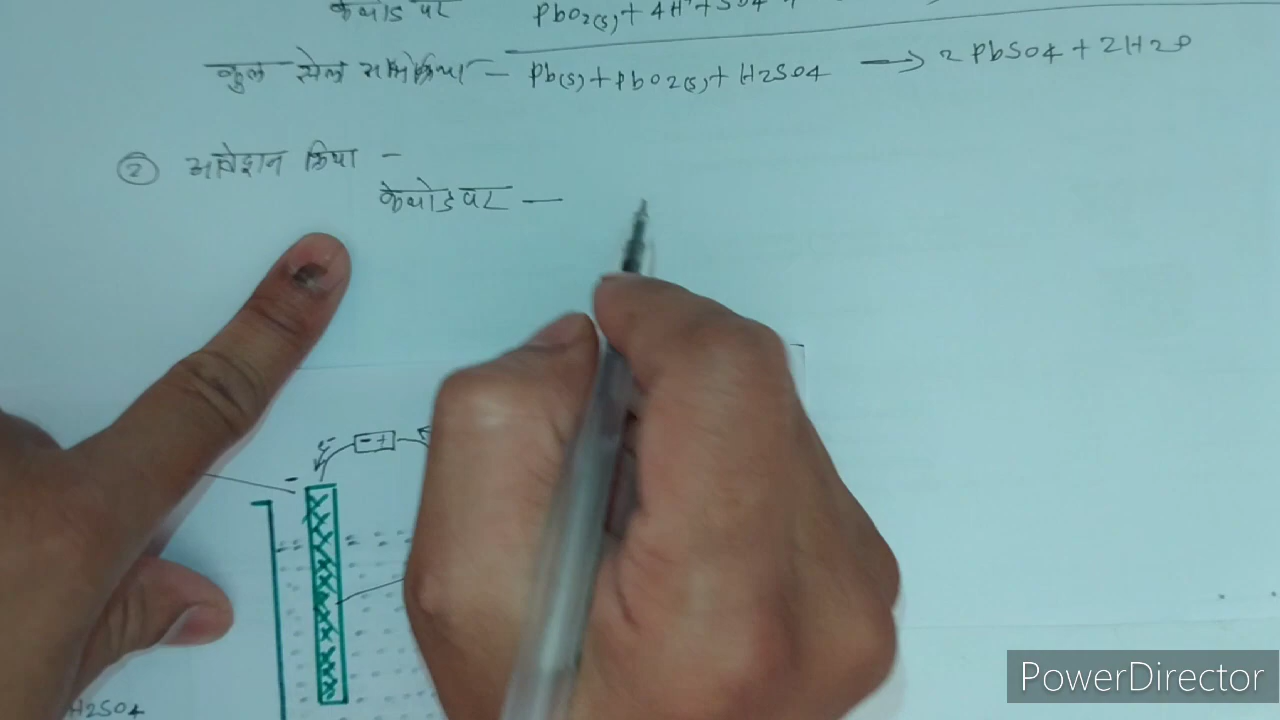 कैथोड पर PbO2(s) + 4H+ + SO4
कुल सेल अभिक्रिया - Pb(s) + PbO2(s) + H2SO4 → 2PbSO4 + 2H2O
② आवेशन क्रिया -
कैथोड पर -
- +
e-
-
H2SO4
PowerDirector